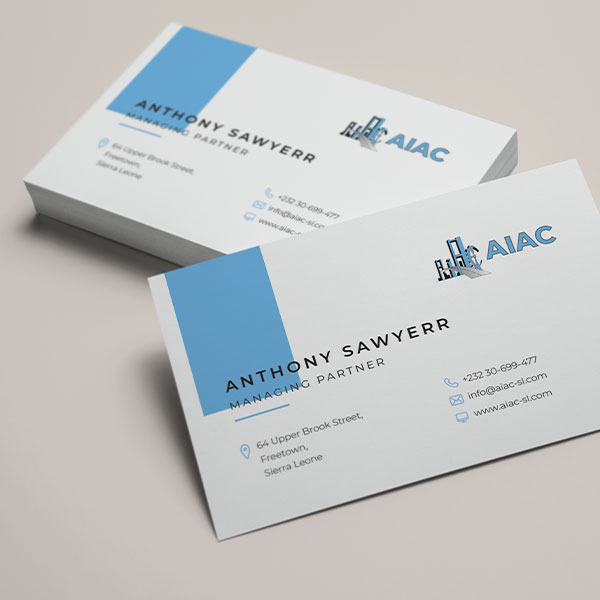 ANTHONY SAWYERR
MANAGING PARTNER
64 Upper Brook Street,
Freetown,
Sierra Leone
AIAC
+232 30-699-477
info@aiac-sl.com
www.aiac-sl
AIAC
ANTHONY SAWYERR
MANAGING PARTNER
64 Upper Brook Street,
Freetown,
Sierra Leone
+232 30-699-477
info@aiac-sl.com
www.aiac-sl.com